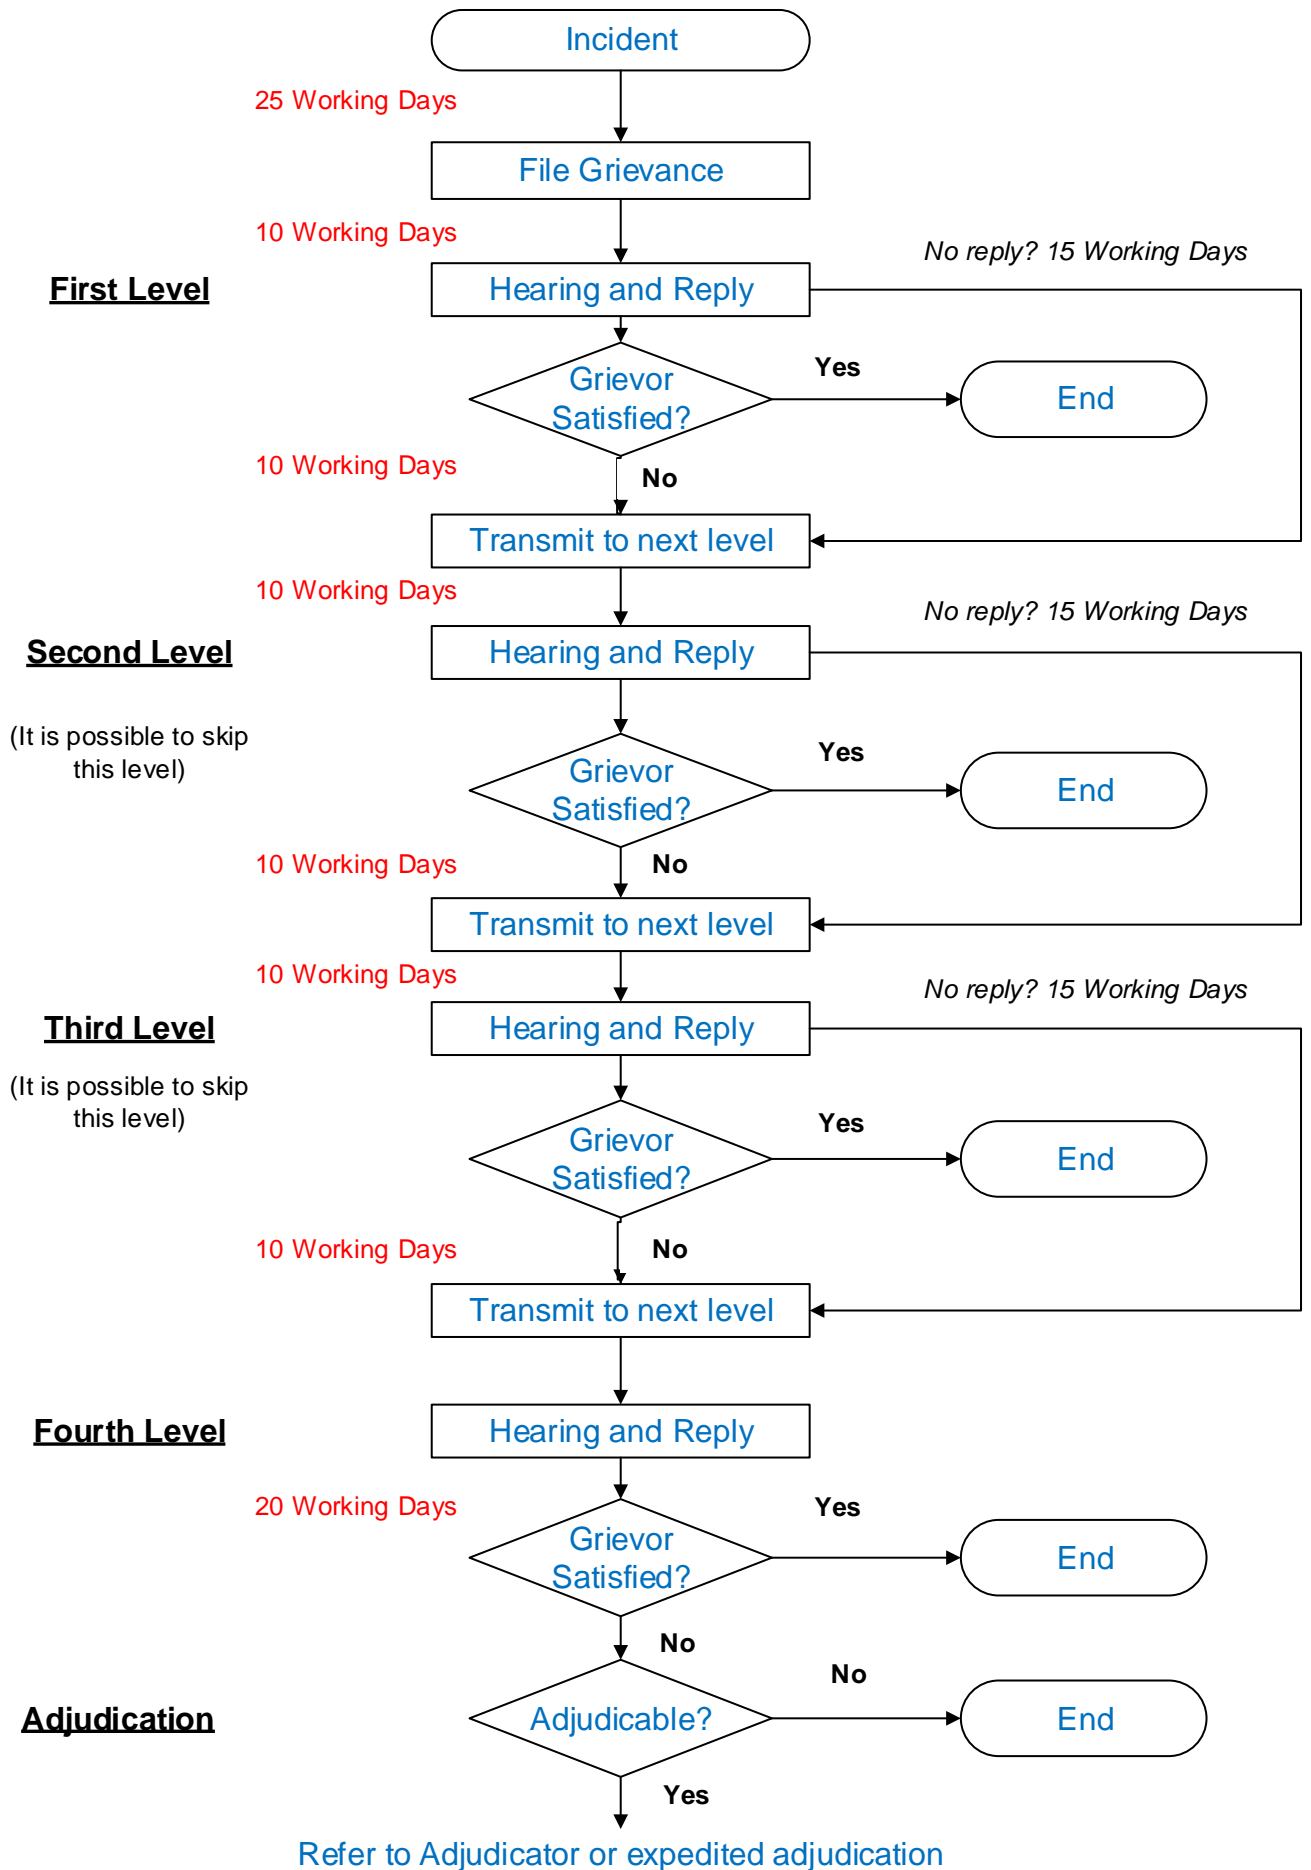 Incident
25 Working Days
File Grievance
10 Working Days
No reply? 15 Working Days
First Level
Hearing and Reply
Grievor
Satisfied?
Yes
End
10 Working Days
No
Transmit to next level
10 Working Days
No reply? 15 Working Days
Second Level
Hearing and Reply
(It is possible to skip
this level)
Grievor
Satisfied?
Yes
End
10 Working Days
No
Transmit to next level
10 Working Days
No reply? 15 Working Days
Third Level
Hearing and Reply
(It is possible to skip
this level)
Grievor
Satisfied?
Yes
End
10 Working Days
No
Transmit to next level
Fourth Level
Hearing and Reply
20 Working Days
Grievor
Satisfied?
Yes
End
No
Adjudication
Adjudicable?
No
End
Yes
Refer to Adjudicator or expedited adjudication